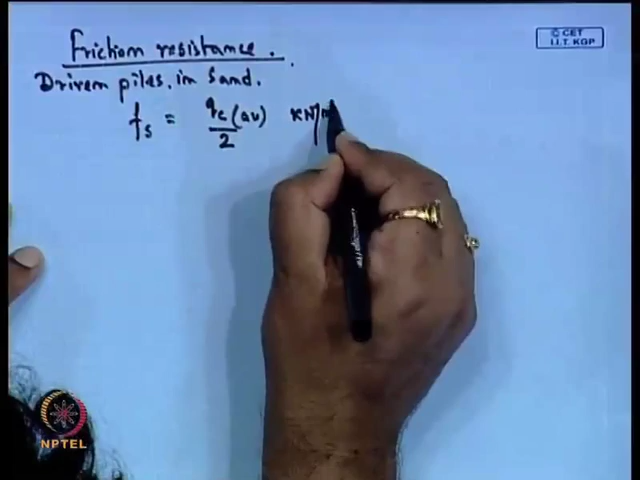 Friction resistance.
Driven piles in sand.
fs = qc(av)/2 kN/m
© CET
I.I.T. KGP
NPTEL